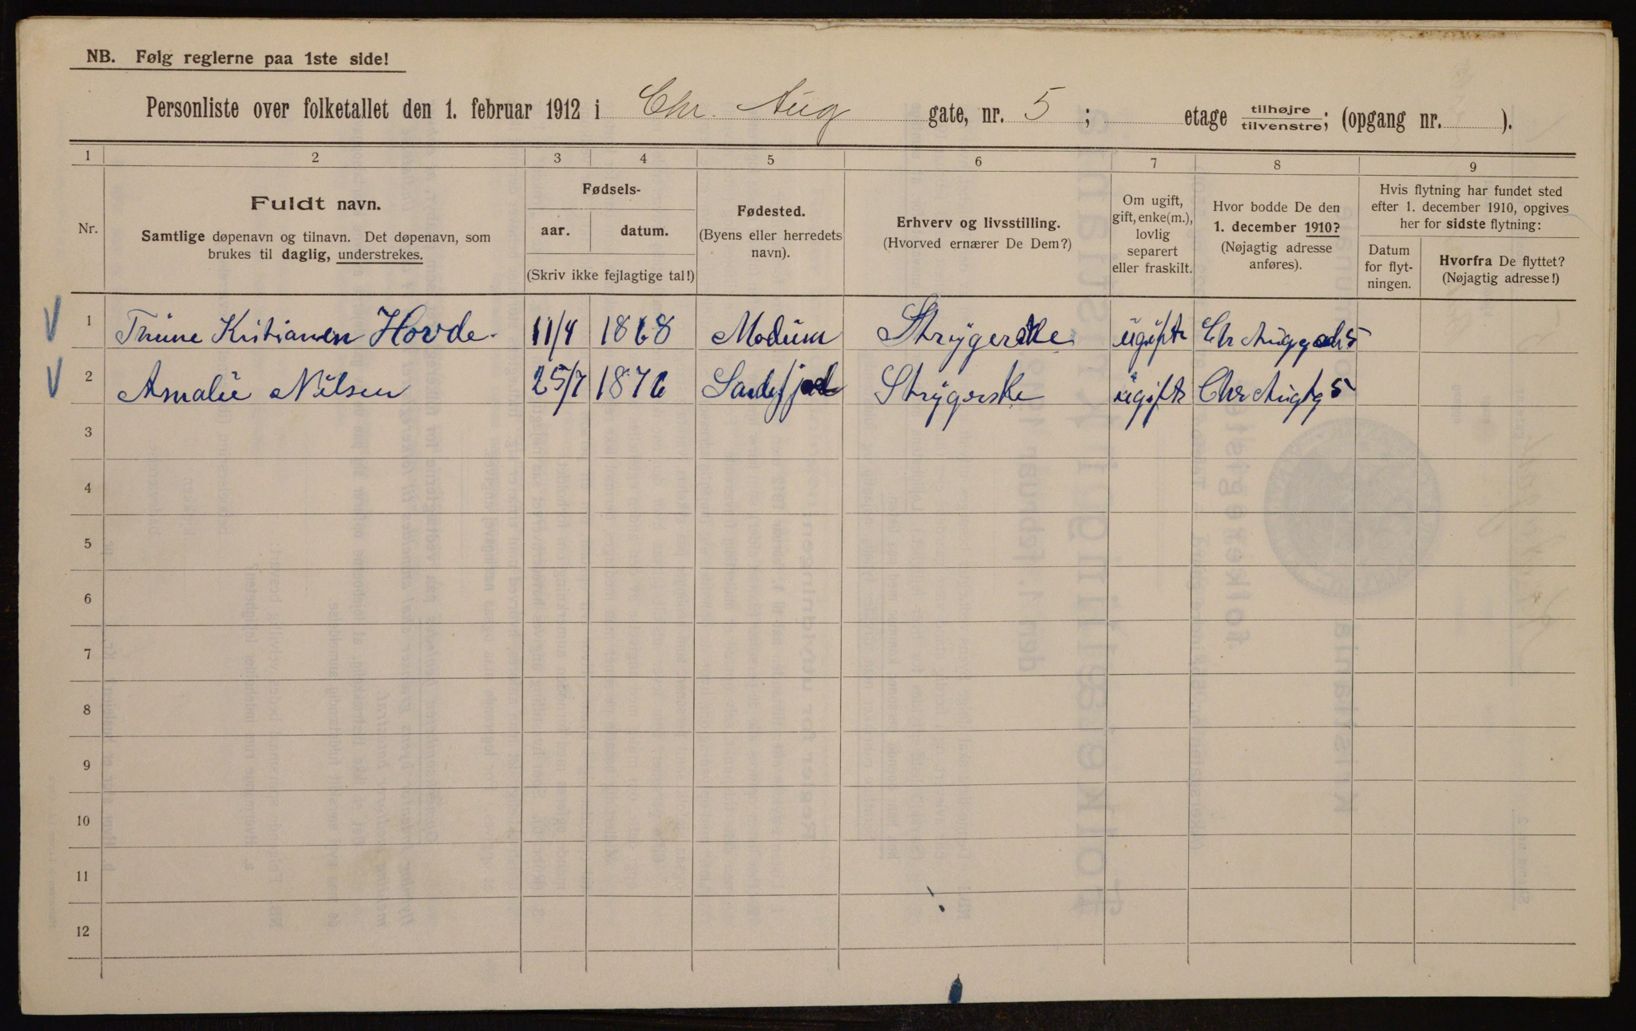 NB. Følg reglerne paa 1ste side!
Personliste over folketallet den 1. februar 1912 i Chr. Aug gate, nr. 5 ; etage tilhøjre tilvenstre; (opgang nr. ).
1 2 3 4 5 6 7 8 9
Nr.
Fuldt navn.
Samtlige døpenavn og tilnavn. Det døpenavn, som
brukes til daglig, understrekes.
Fødsels-
aar. datum.
(Skriv ikke fejlagtige tal!)
Fødested.
(Byens eller herredets
navn).
Erhverv og livsstilling.
(Hvorved ernærer De Dem?)
Om ugift,
gift, enke(m.),
lovlig
separert
eller fraskilt.
Hvor bodde De den
1. december 1910?
(Nøjagtig adresse
anføres).
Hvis flytning har fundet sted
efter 1. december 1910, opgives
her for sidste flytning:
Datum
for flyt-
ningen.
Hvorfra De flyttet?
(Nøjagtig adresse!)
1 Kristiansen Hovde. 11/4 1868 Modum Strygerske ugift Chr Aug 5
2 Amalie Nilsen 25/7 1876 Sandefjord Strygerske ugift Chr Augtg 5
3
4
5
6
7
8
9
10
11
12